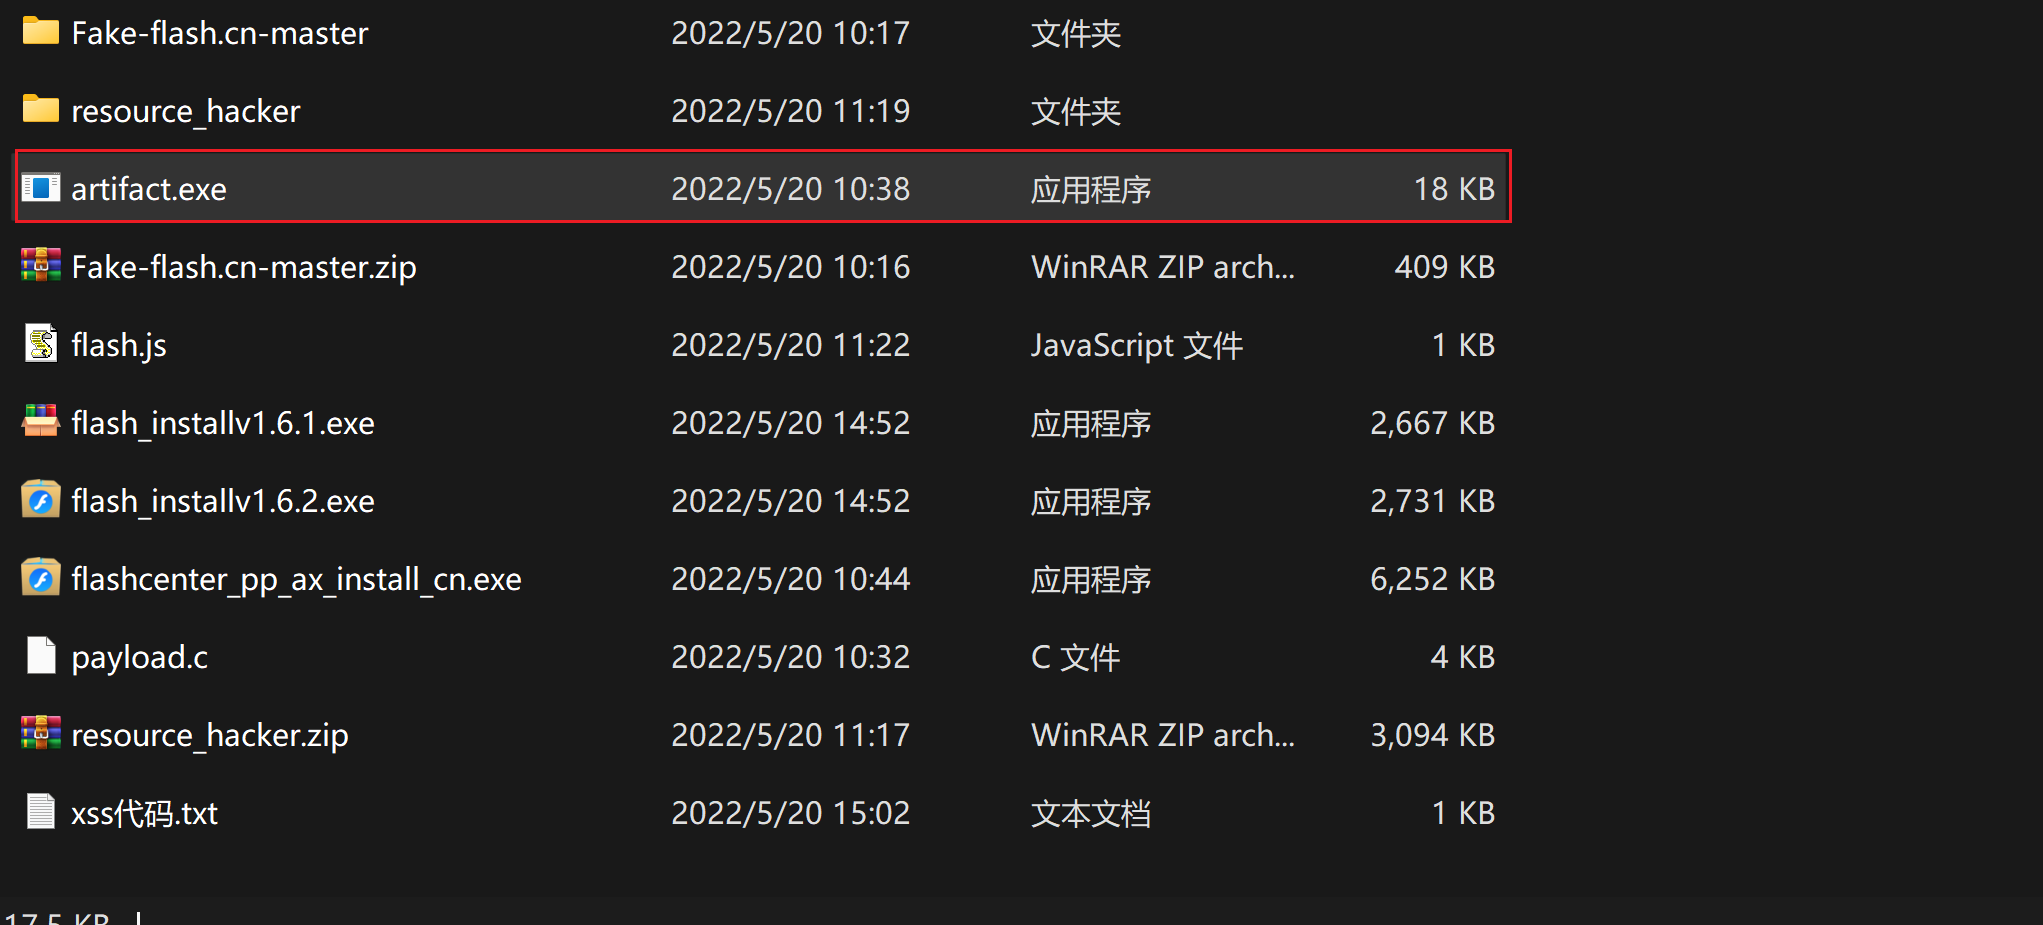 Fake-flash.cn-master 2022/5/20 10:17 文件夹
resource_hacker 2022/5/20 11:19 文件夹
artifact.exe 2022/5/20 10:38 应用程序 18 KB
Fake-flash.cn-master.zip 2022/5/20 10:16 WinRAR ZIP arch... 409 KB
flash.js 2022/5/20 11:22 JavaScript 文件 1 KB
flash_installv1.6.1.exe 2022/5/20 14:52 应用程序 2,667 KB
flash_installv1.6.2.exe 2022/5/20 14:52 应用程序 2,731 KB
flashcenter_pp_ax_install_cn.exe 2022/5/20 10:44 应用程序 6,252 KB
payload.c 2022/5/20 10:32 C 文件 4 KB
resource_hacker.zip 2022/5/20 11:17 WinRAR ZIP arch... 3,094 KB
xss代码.txt 2022/5/20 15:02 文本文档 1 KB
17.5 KB